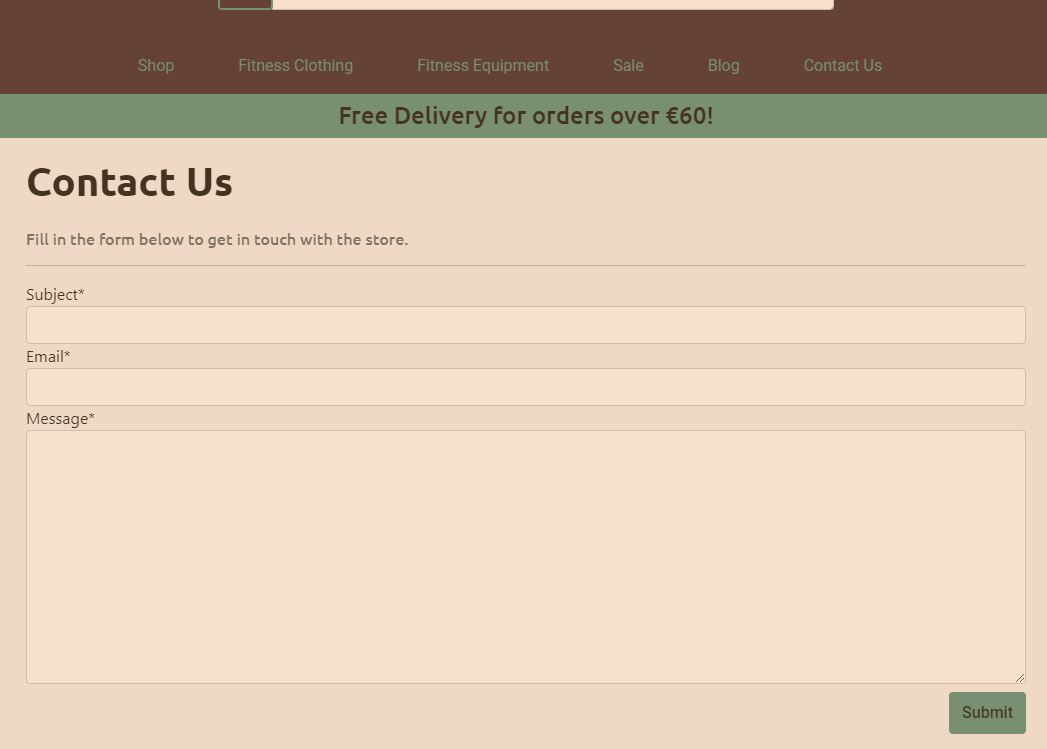 Shop Fitness Clothing Fitness Equipment Sale Blog Contact Us
Free Delivery for orders over €60!
Contact Us
Fill in the form below to get in touch with the store.
Subject*
Email*
Message*
Submit